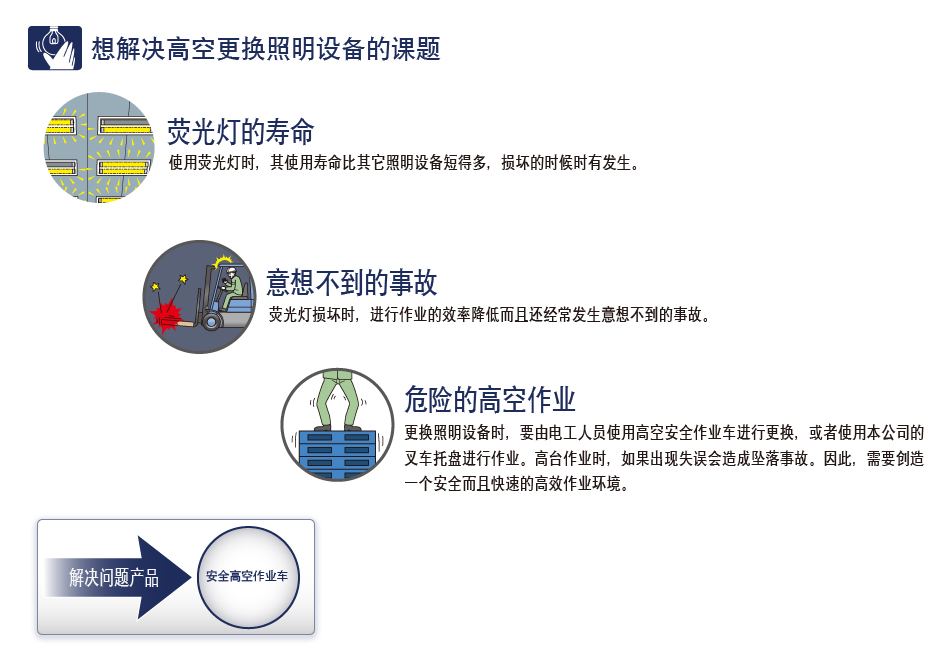 想解决高空更换照明设备的课题
荧光灯的寿命
使用荧光灯时，其使用寿命比其它照明设备短得多，损坏的时候时有发生。
意想不到的事故
荧光灯损坏时，进行作业的效率降低而且还经常发生意想不到的事故。
危险的高空作业
更换照明设备时，要由电工人员使用高空安全作业车进行更换，或者使用本公司的
叉车托盘进行作业。高台作业时，如果出现失误会造成坠落事故。因此，需要创造
一个安全而且快速的高效作业环境。
解决问题产品
安全高空作业车